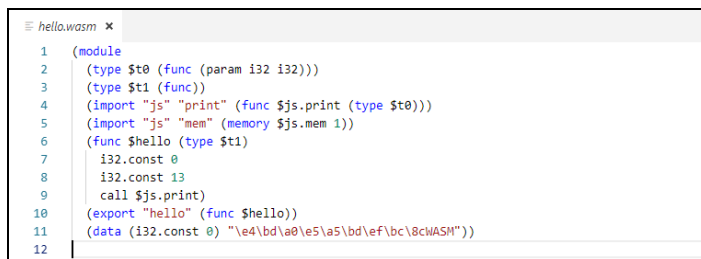 hello.wasm ×
1 (module
2 (type $t0 (func (param i32 i32)))
3 (type $t1 (func))
4 (import "js" "print" (func $js.print (type $t0)))
5 (import "js" "mem" (memory $js.mem 1))
6 (func $hello (type $t1)
7 i32.const 0
8 i32.const 13
9 call $js.print)
10 (export "hello" (func $hello))
11 (data (i32.const 0) "\e4\bd\a0\e5\a5\bd\ef\bc\8cWASM"))
12